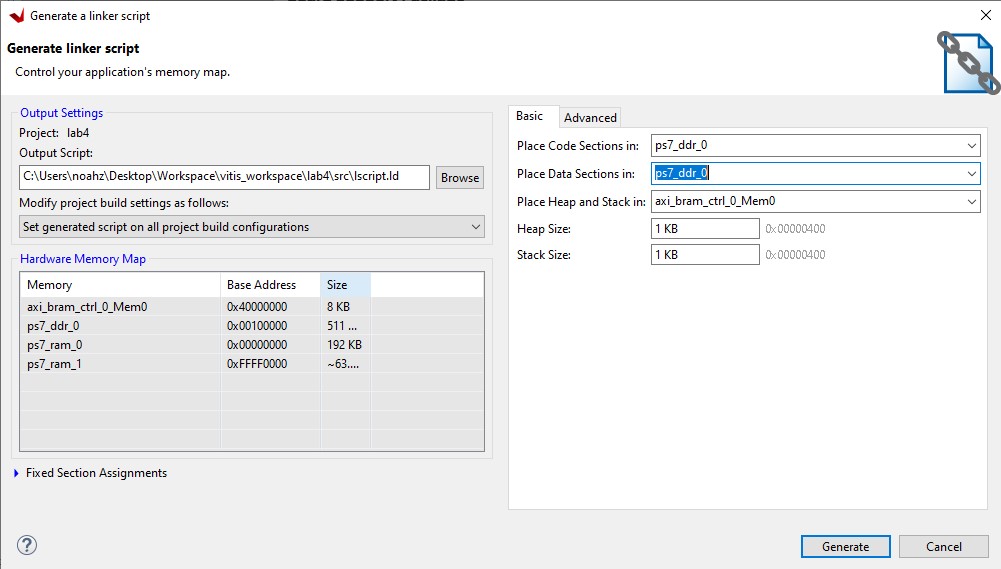 Generate a linker script
Generate linker script
Control your application's memory map.
Output Settings
Project: lab4
Output Script:
C:\Users\noahz\Desktop\Workspace\vitis_workspace\lab4\src\lscript.ld
Browse
Modify project build settings as follows:
Set generated script on all project build configurations
Hardware Memory Map
Memory Base Address Size
axi_bram_ctrl_0_Mem0 0x40000000 8 KB
ps7_ddr_0 0x00100000 511 ...
ps7_ram_0 0x00000000 192 KB
ps7_ram_1 0xFFFF0000 ~63....
Fixed Section Assignments
Basic Advanced
Place Code Sections in: ps7_ddr_0
Place Data Sections in: ps7_ddr_0
Place Heap and Stack in: axi_bram_ctrl_0_Mem0
Heap Size: 1 KB 0x00000400
Stack Size: 1 KB 0x00000400
?
Generate Cancel